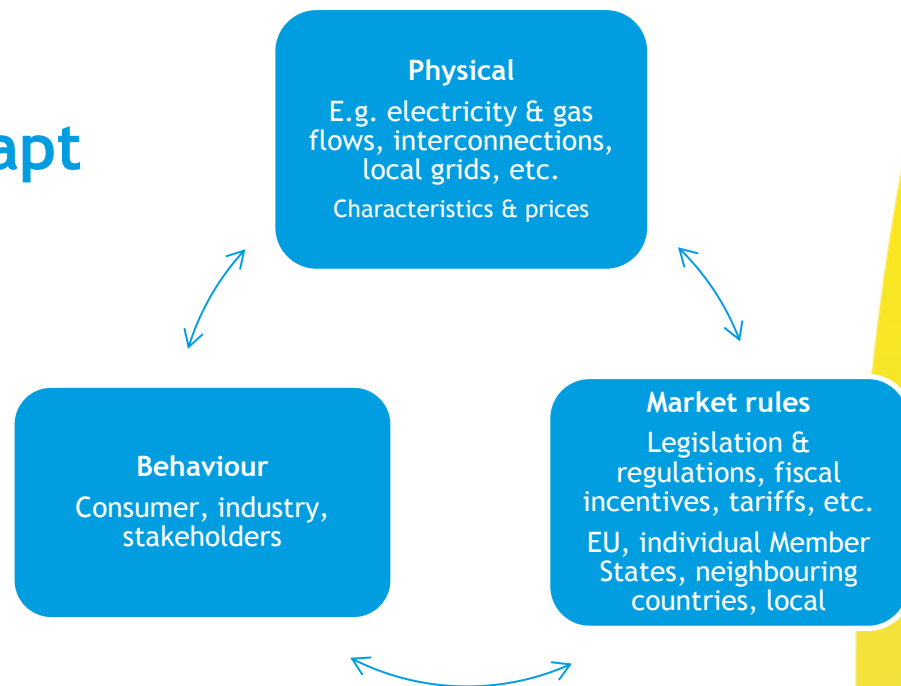 apt
Physical
E.g. electricity & gas
flows, interconnections,
local grids, etc.
Characteristics & prices
Behaviour
Consumer, industry,
stakeholders
Market rules
Legislation &
regulations, fiscal
incentives, tariffs, etc.
EU, individual Member
States, neighbouring
countries, local